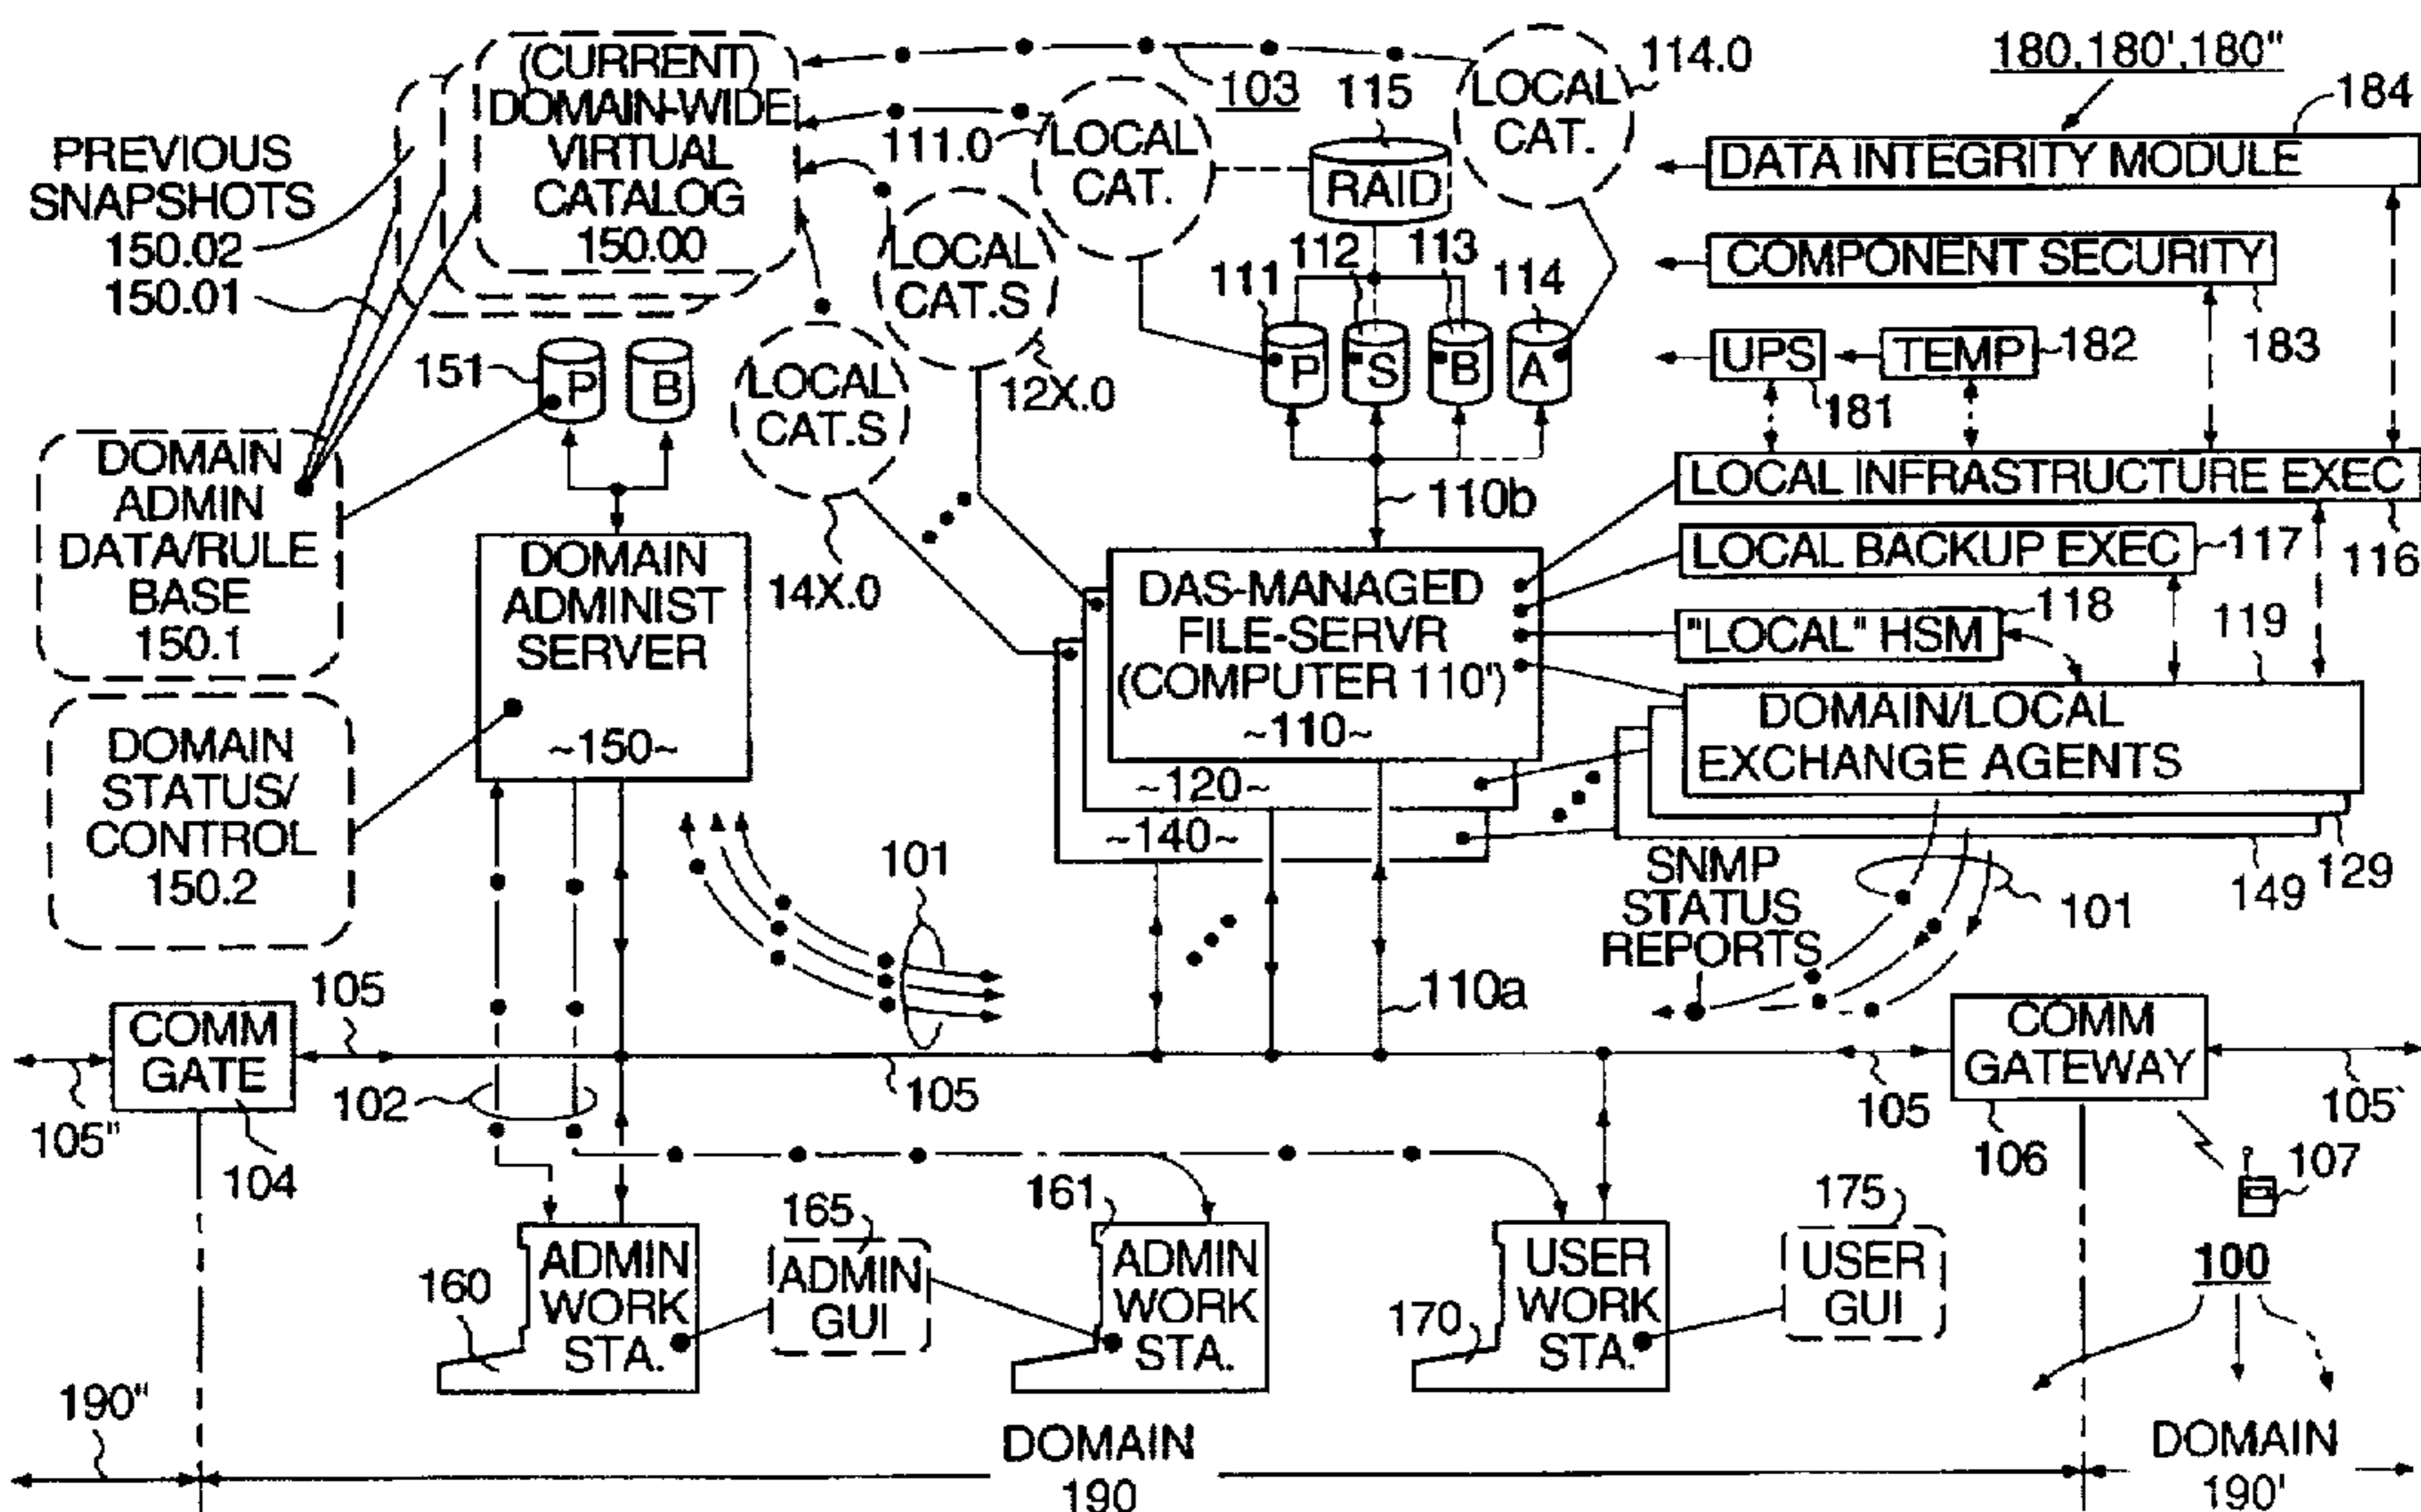 (CURRENT)
DOMAIN-WIDE
VIRTUAL
CATALOG
150.00
PREVIOUS
SNAPSHOTS
150.02
150.01
103
111.0
LOCAL
CAT.
115
RAID
LOCAL
CAT.
114.0
180,180',180"
184
DATA INTEGRITY MODULE
COMPONENT SECURITY
183
UPS
181
TEMP
182
LOCAL
CAT.S
12X.0
LOCAL
CAT.S
14X.0
111
112
113
114
P
S
B
A
151
P
B
DOMAIN
ADMIN
DATA/RULE
BASE
150.1
DOMAIN
STATUS/
CONTROL
150.2
DOMAIN
ADMINIST
SERVER
~150~
110b
DAS-MANAGED
FILE-SERVR
(COMPUTER 110')
~110~
~120~
~140~
LOCAL INFRASTRUCTURE EXEC
116
LOCAL BACKUP EXEC
117
"LOCAL" HSM
118
119
DOMAIN/LOCAL
EXCHANGE AGENTS
129
149
SNMP
STATUS
REPORTS
101
101
110a
105
COMM
GATE
104
105"
102
105
105
COMM
GATEWAY
106
105'
107
100
160
ADMIN
WORK
STA.
165
ADMIN
GUI
161
ADMIN
WORK
STA.
170
USER
WORK
STA.
175
USER
GUI
190"
DOMAIN
190
DOMAIN
190'